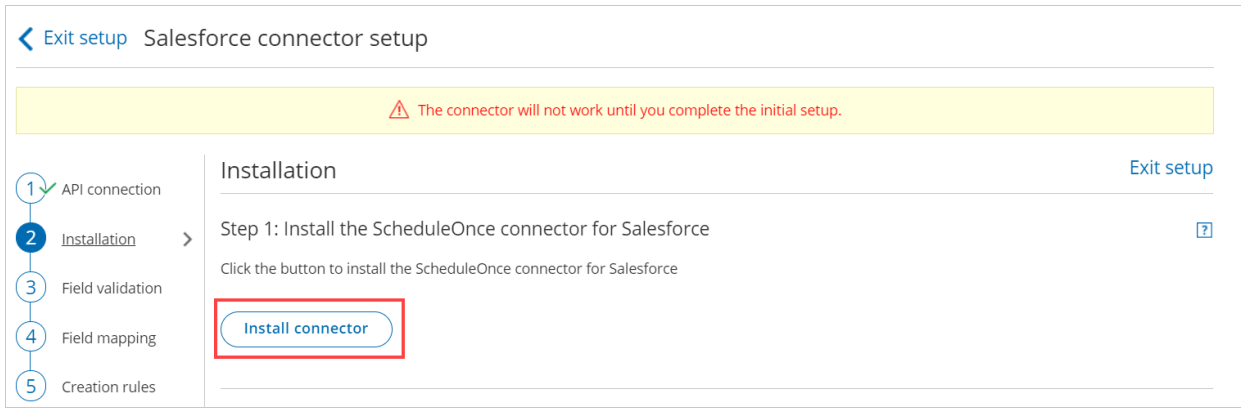 Exit setup Salesforce connector setup
The connector will not work until you complete the initial setup.
1 API connection
2 Installation
3 Field validation
4 Field mapping
5 Creation rules
Installation Exit setup
Step 1: Install the ScheduleOnce connector for Salesforce ?
Click the button to install the ScheduleOnce connector for Salesforce
Install connector